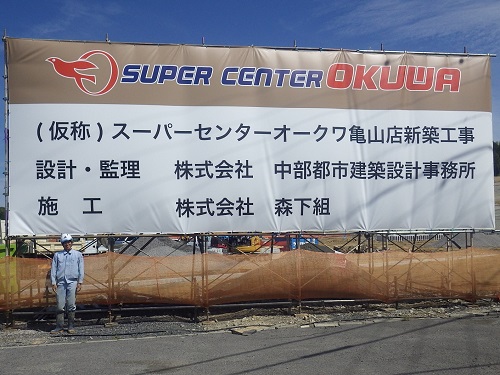 SUPER CENTER OKUWA
(仮称)スーパーセンターオークワ亀山店新築工事
設計・監理 株式会社 中部都市建築設計事務所
施工 株式会社 森下組